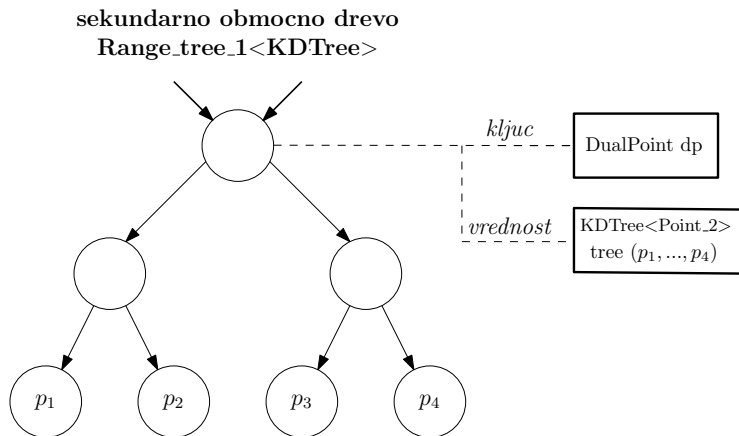 sekundarno obmocno drevo
Range_tree_1<KDTree>
kljuc
DualPoint dp
vrednost
KDTree<Point_2>
tree (p1, ..., p4)
p1
p2
p3
p4